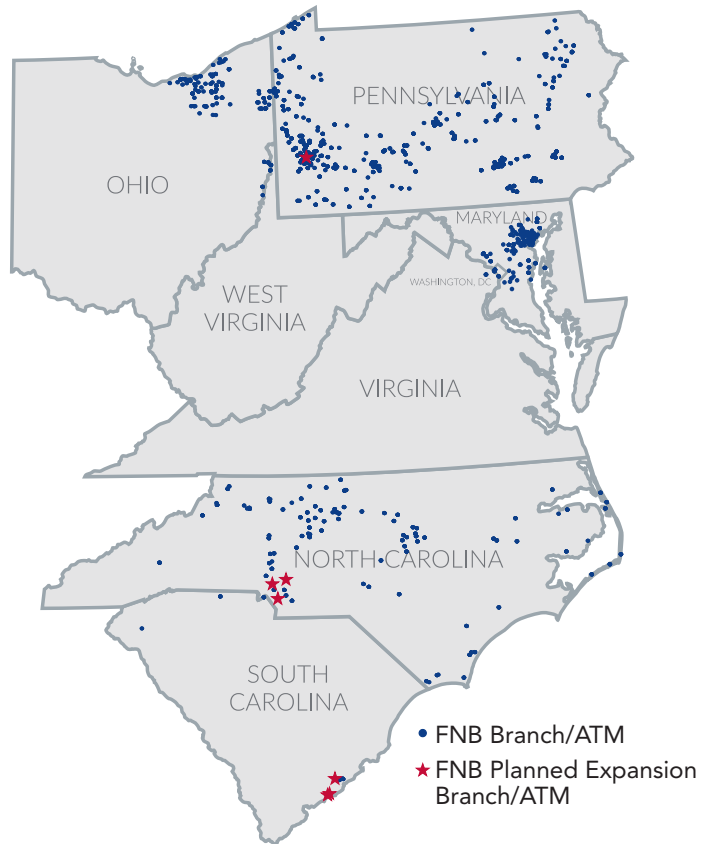 PENNSYLVANIA
OHIO
MARYLAND
WEST
VIRGINIA
WASHINGTON, DC
VIRGINIA
NORTH CAROLINA
SOUTH
CAROLINA
FNB Branch/ATM
FNB Planned Expansion
Branch/ATM